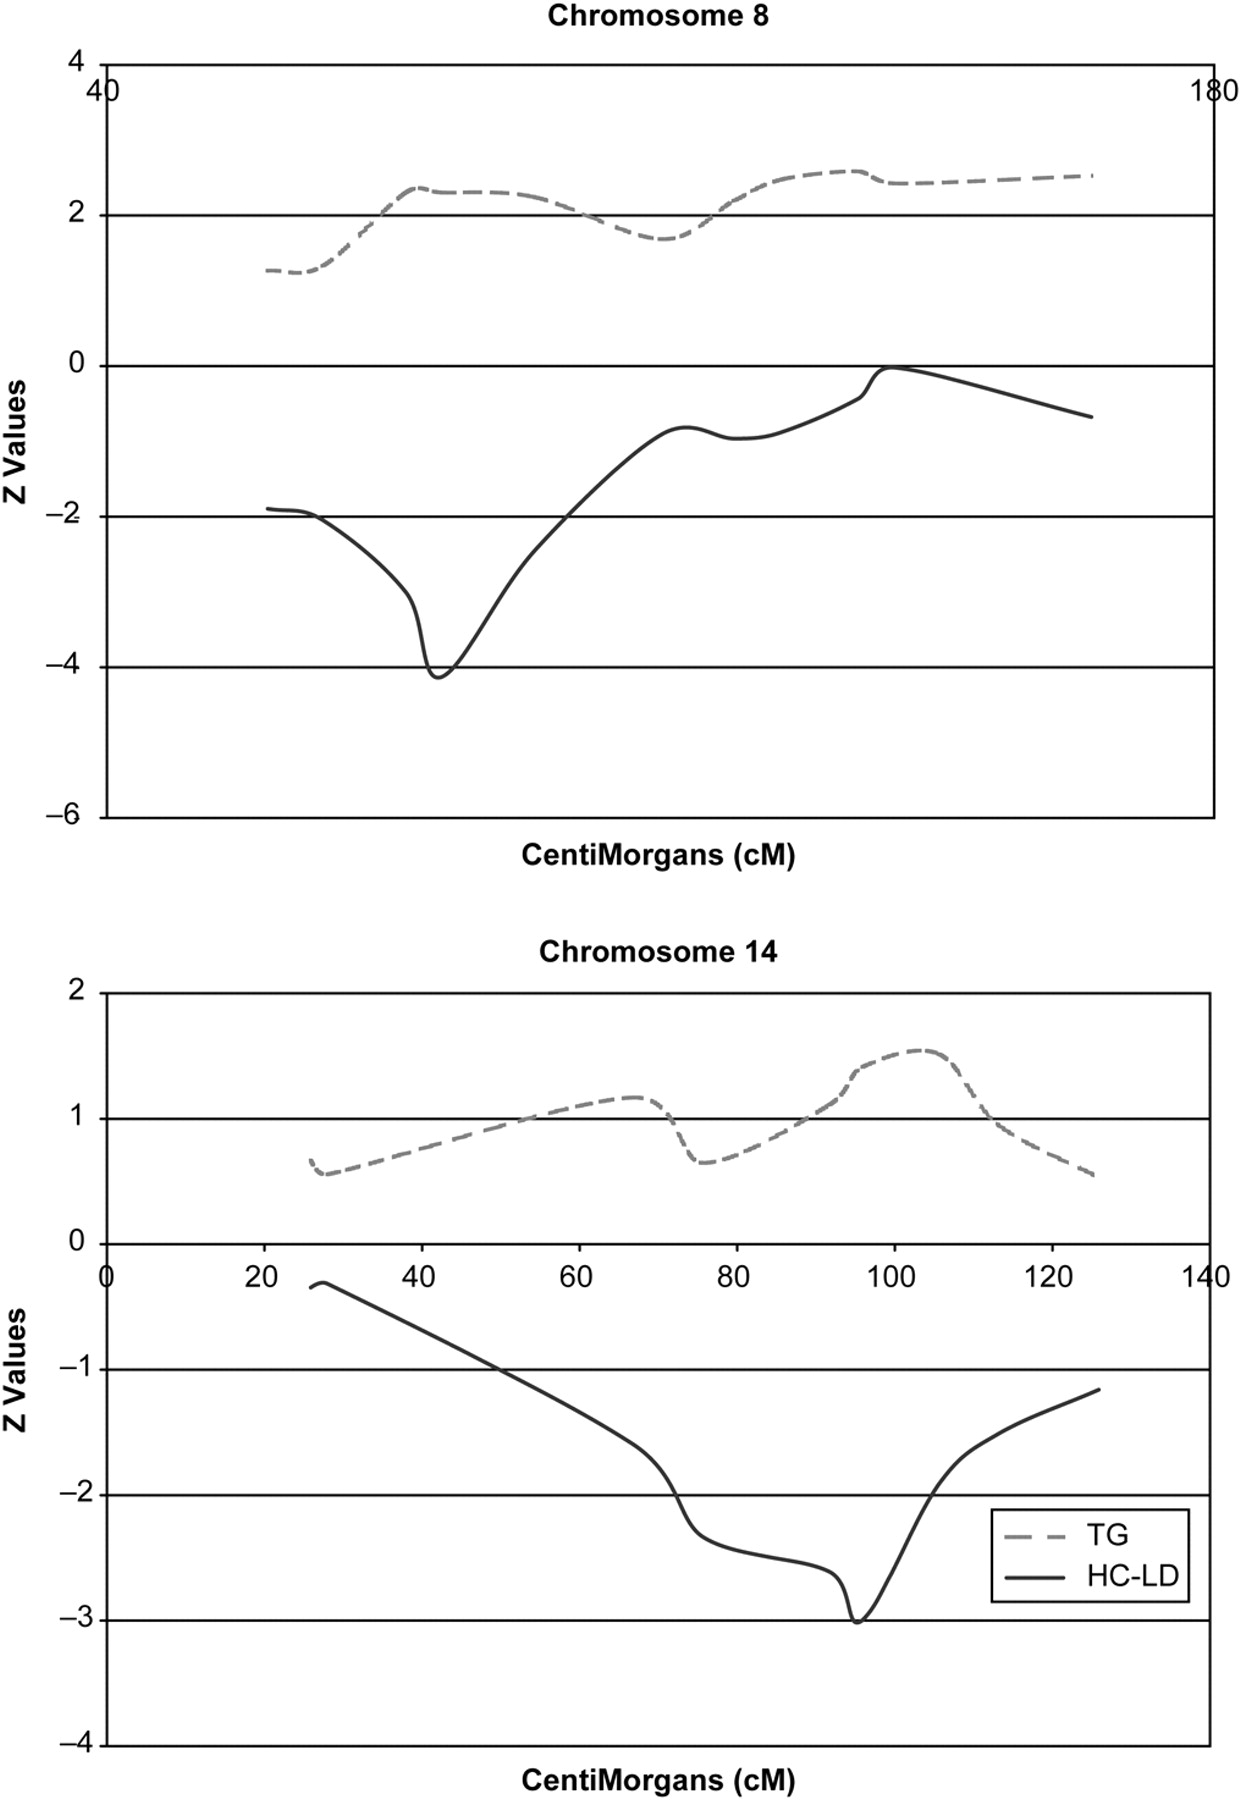 Chromosome 8
4
40 180
2
0
Z Values
–2
–4
–6
CentiMorgans (cM)
Chromosome 14
2
1
0
0 20 40 60 80 100 120 140
Z Values
–1
–2
TG
HC-LD
–3
–4
CentiMorgans (cM)